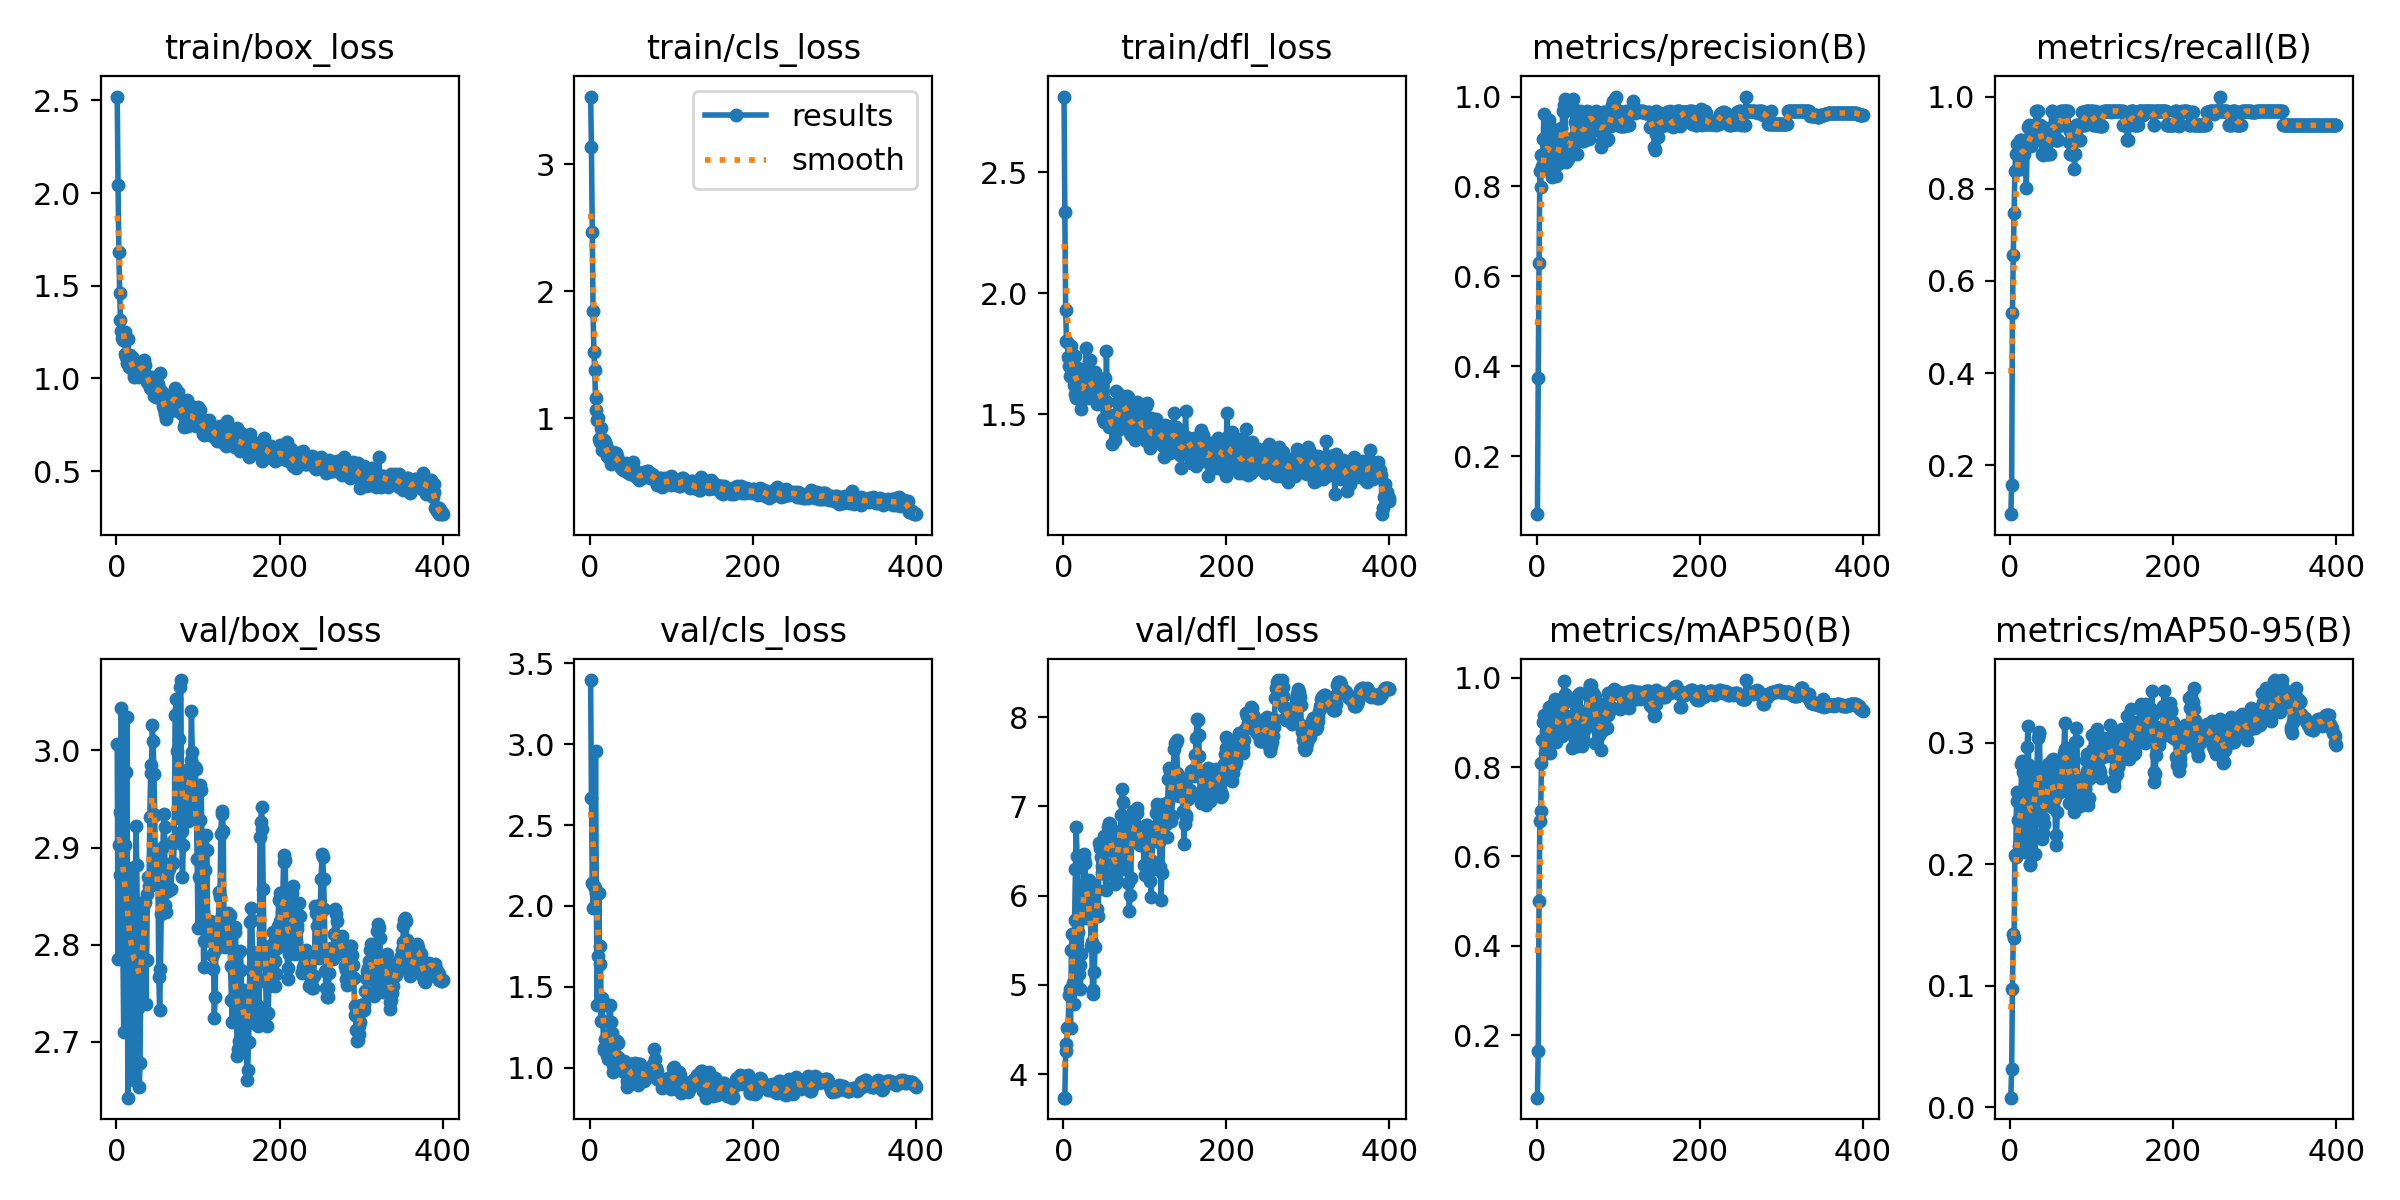 train/box_loss
2.5
2.0
1.5
1.0
0.5
0 200 400
train/cls_loss
results
smooth
3
2
1
0 200 400
train/dfl_loss
2.5
2.0
1.5
0 200 400
metrics/precision(B)
1.0
0.8
0.6
0.4
0.2
0 200 400
metrics/recall(B)
1.0
0.8
0.6
0.4
0.2
0 200 400
val/box_loss
3.0
2.9
2.8
2.7
0 200 400
val/cls_loss
3.5
3.0
2.5
2.0
1.5
1.0
0 200 400
val/dfl_loss
8
7
6
5
4
0 200 400
metrics/mAP50(B)
1.0
0.8
0.6
0.4
0.2
0 200 400
metrics/mAP50-95(B)
0.3
0.2
0.1
0.0
0 200 400